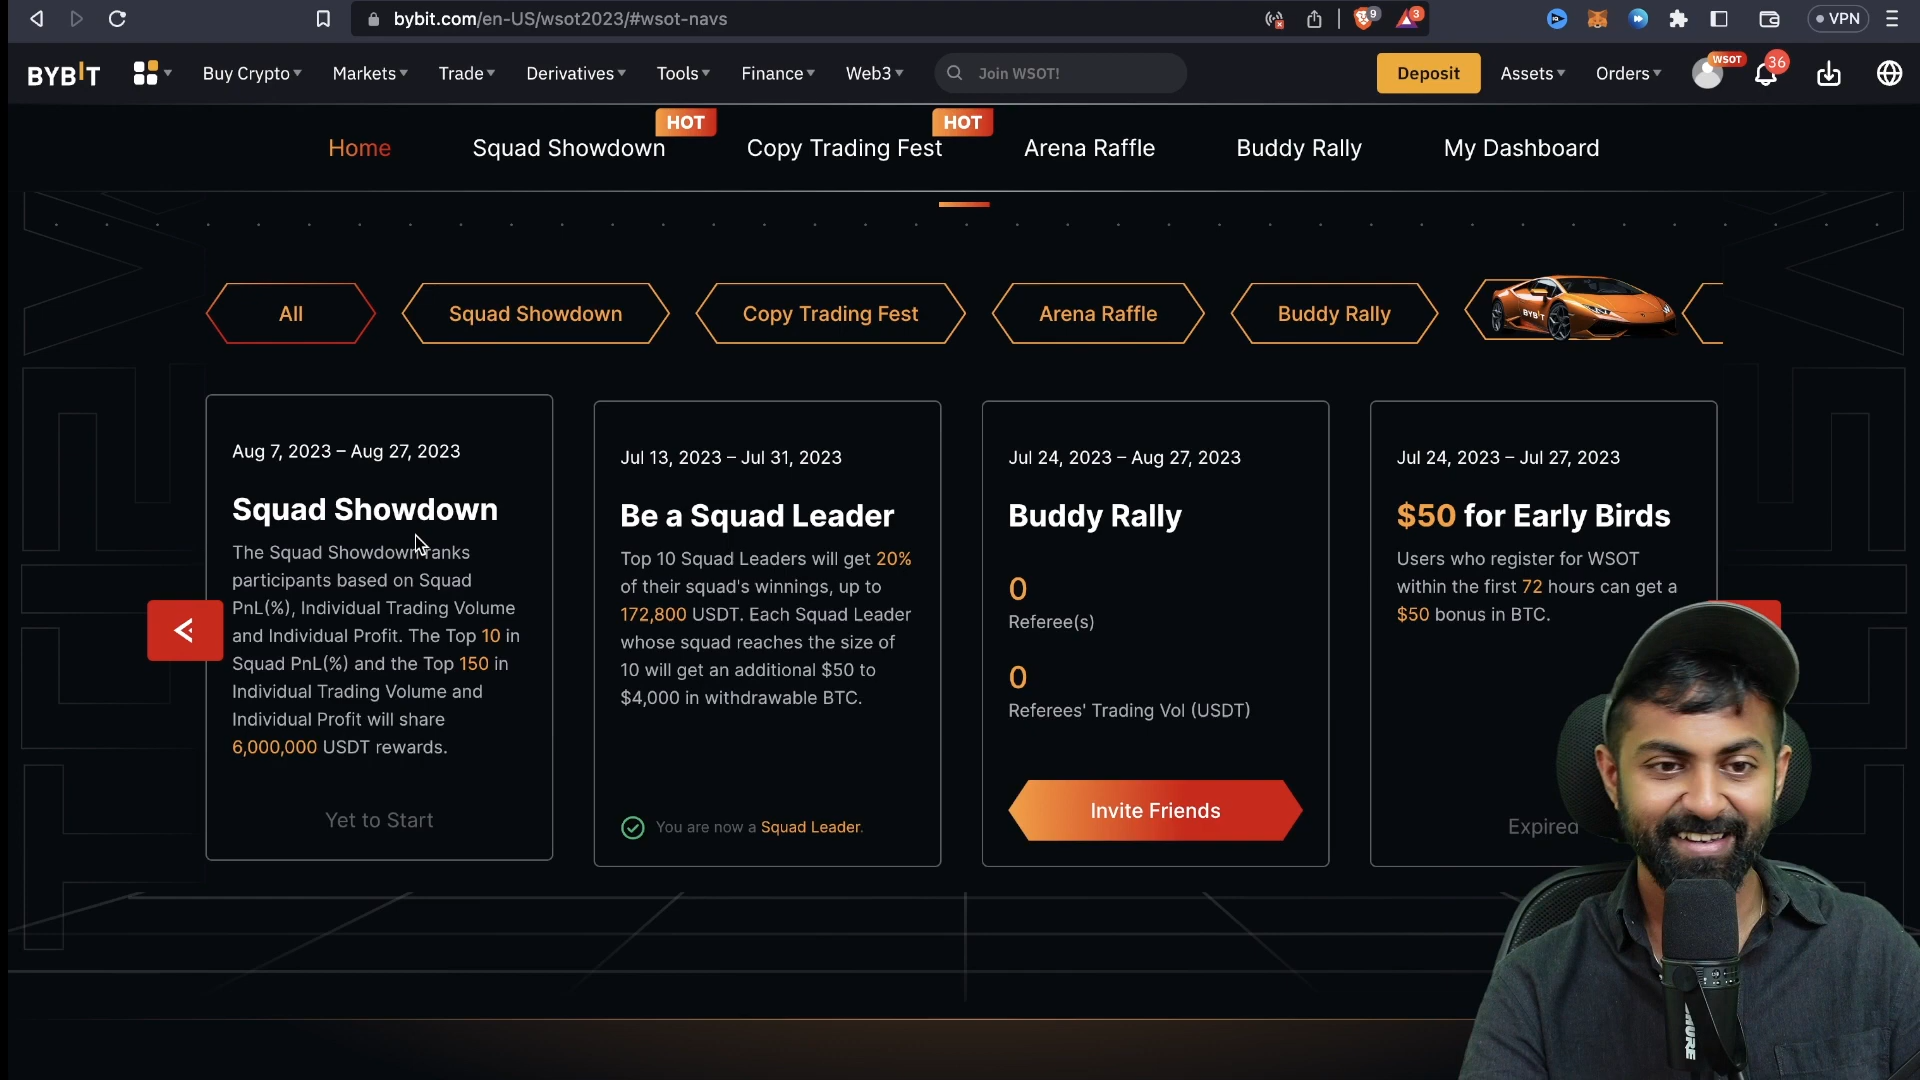 bybit.com/en-US/wsot2023/#wsot-navs
9
3
VPN
BYBIT
Buy Crypto
Markets
Trade
Derivatives
Tools
Finance
Web3
Join WSOT!
Deposit
Assets
Orders
WSOT
36
HOT
HOT
Home
Squad Showdown
Copy Trading Fest
Arena Raffle
Buddy Rally
My Dashboard
All
Squad Showdown
Copy Trading Fest
Arena Raffle
Buddy Rally
BYBIT
Aug 7, 2023 – Aug 27, 2023
Squad Showdown
The Squad Showdown ranks
participants based on Squad
PnL(%), Individual Trading Volume
and Individual Profit. The Top 10 in
Squad PnL(%) and the Top 150 in
Individual Trading Volume and
Individual Profit will share
6,000,000 USDT rewards.
Yet to Start
Jul 13, 2023 – Jul 31, 2023
Be a Squad Leader
Top 10 Squad Leaders will get 20%
of their squad's winnings, up to
172,800 USDT. Each Squad Leader
whose squad reaches the size of
10 will get an additional $50 to
$4,000 in withdrawable BTC.
You are now a Squad Leader.
Jul 24, 2023 – Aug 27, 2023
Buddy Rally
0
Referee(s)
0
Referees' Trading Vol (USDT)
Invite Friends
Jul 24, 2023 – Jul 27, 2023
$50 for Early Birds
Users who register for WSOT
within the first 72 hours can get a
$50 bonus in BTC.
Expired
SHURE